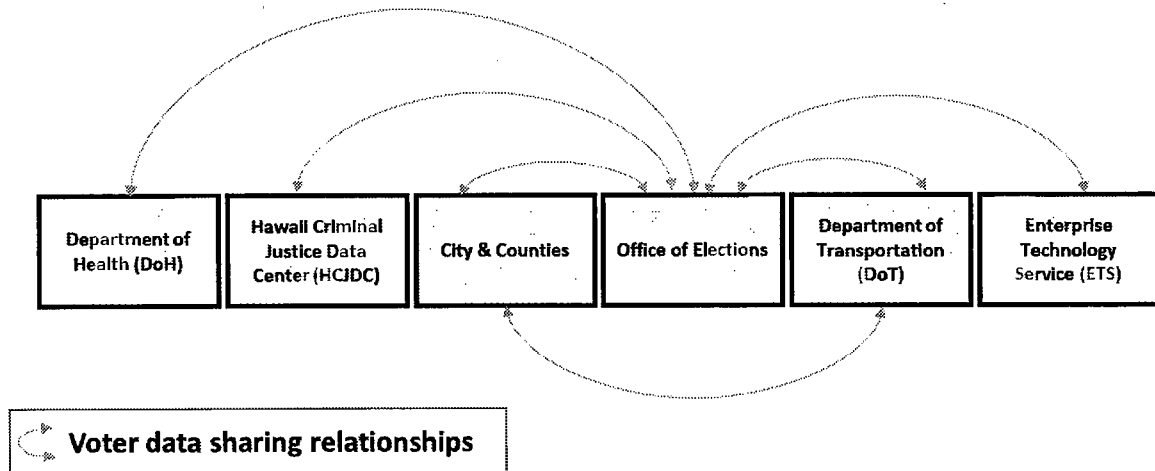 Department of
Health (DoH)
Hawaii Criminal
Justice Data
Center (HCJDC)
City & Counties
Office of Elections
Department of
Transportation
(DoT)
Enterprise
Technology
Service (ETS)
Voter data sharing relationships